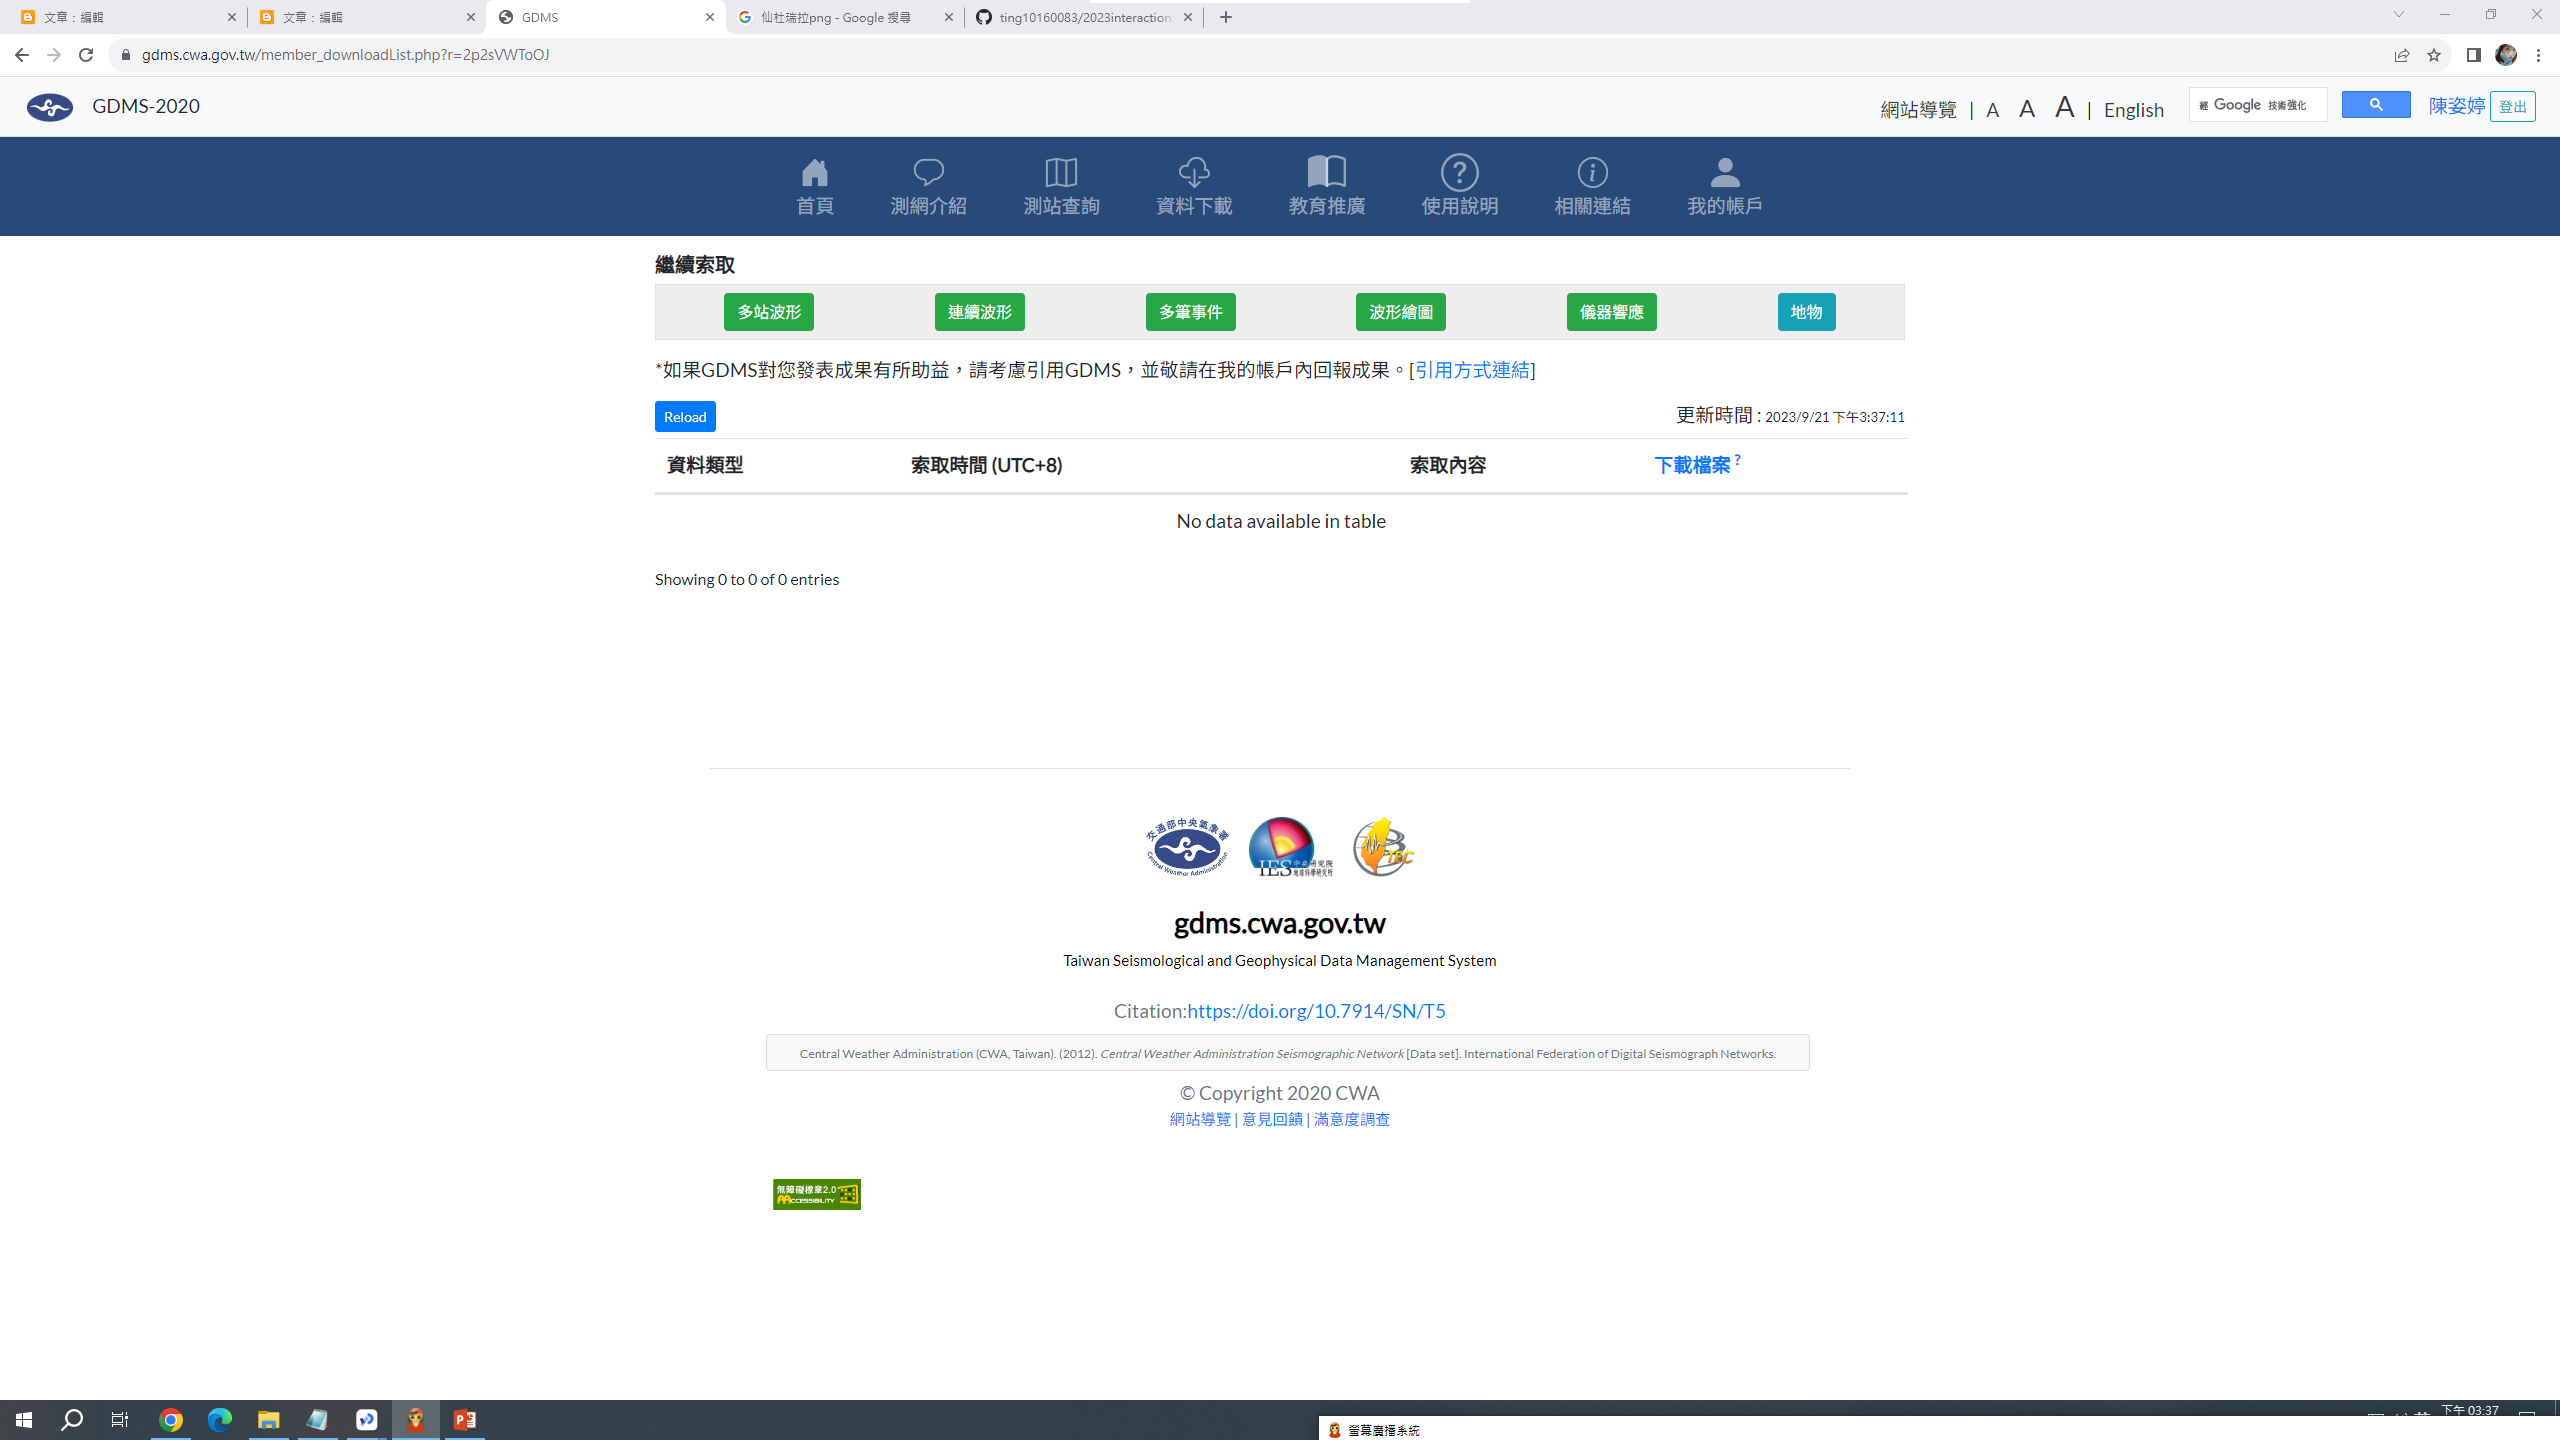 文章：編輯
文章：編輯
GDMS
仙杜瑞拉png - Google 搜尋
ting10160083/2023interaction
gdms.cwa.gov.tw/member_downloadList.php?r=2p2sVWToOJ
GDMS-2020
網站導覽 | A A A | English
經 Google 技術強化
陳姿婷 登出
首頁 測網介紹 測站查詢 資料下載 教育推廣 使用說明 相關連結 我的帳戶
繼續索取
多站波形 連續波形 多筆事件 波形繪圖 儀器響應 地物
*如果GDMS對您發表成果有所助益，請考慮引用GDMS，並敬請在我的帳戶內回報成果。[引用方式連結]
Reload
更新時間 : 2023/9/21 下午3:37:11
資料類型 索取時間 (UTC+8) 索取內容 下載檔案 ?
No data available in table
Showing 0 to 0 of 0 entries
交通部中央氣象署
Central Weather Administration
IES 中央研究院
地球科學研究所
TEC
gdms.cwa.gov.tw
Taiwan Seismological and Geophysical Data Management System
Citation:https://doi.org/10.7914/SN/T5
Central Weather Administration (CWA, Taiwan). (2012). Central Weather Administration Seismographic Network [Data set]. International Federation of Digital Seismograph Networks.
© Copyright 2020 CWA
網站導覽 | 意見回饋 | 滿意度調查
無障礙標章2.0
AACCESSIBILITY
下午 03:37
螢幕廣播系統